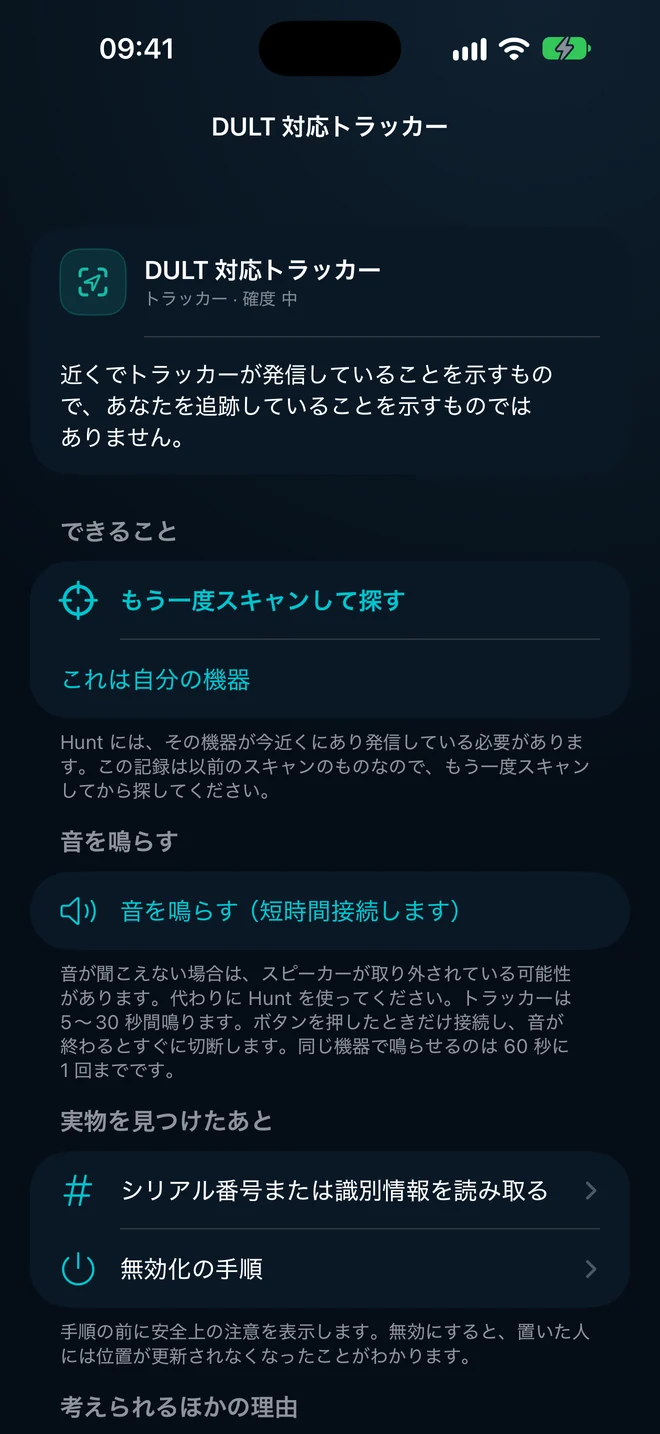 09:41
DULT 対応トラッカー
DULT 対応トラッカー
トラッカー · 確度 中
近くでトラッカーが発信していることを示すもの
で、あなたを追跡していることを示すものでは
ありません。
できること
もう一度スキャンして探す
これは自分の機器
Hunt には、その機器が今近くにあり発信している必要がありま
す。この記録は以前のスキャンのものなので、もう一度スキャン
してから探してください。
音を鳴らす
音を鳴らす（短時間接続します）
音が聞こえない場合は、スピーカーが取り外されている可能性
があります。代わりに Hunt を使ってください。トラッカーは
5〜30 秒間鳴ります。ボタンを押したときだけ接続し、音が
終わるとすぐに切断します。同じ機器で鳴らせるのは 60 秒に
1 回までです。
実物を見つけたあと
シリアル番号または識別情報を読み取る
無効化の手順
手順の前に安全上の注意を表示します。無効にすると、置いた人
には位置が更新されなくなったことがわかります。
考えられるほかの理由